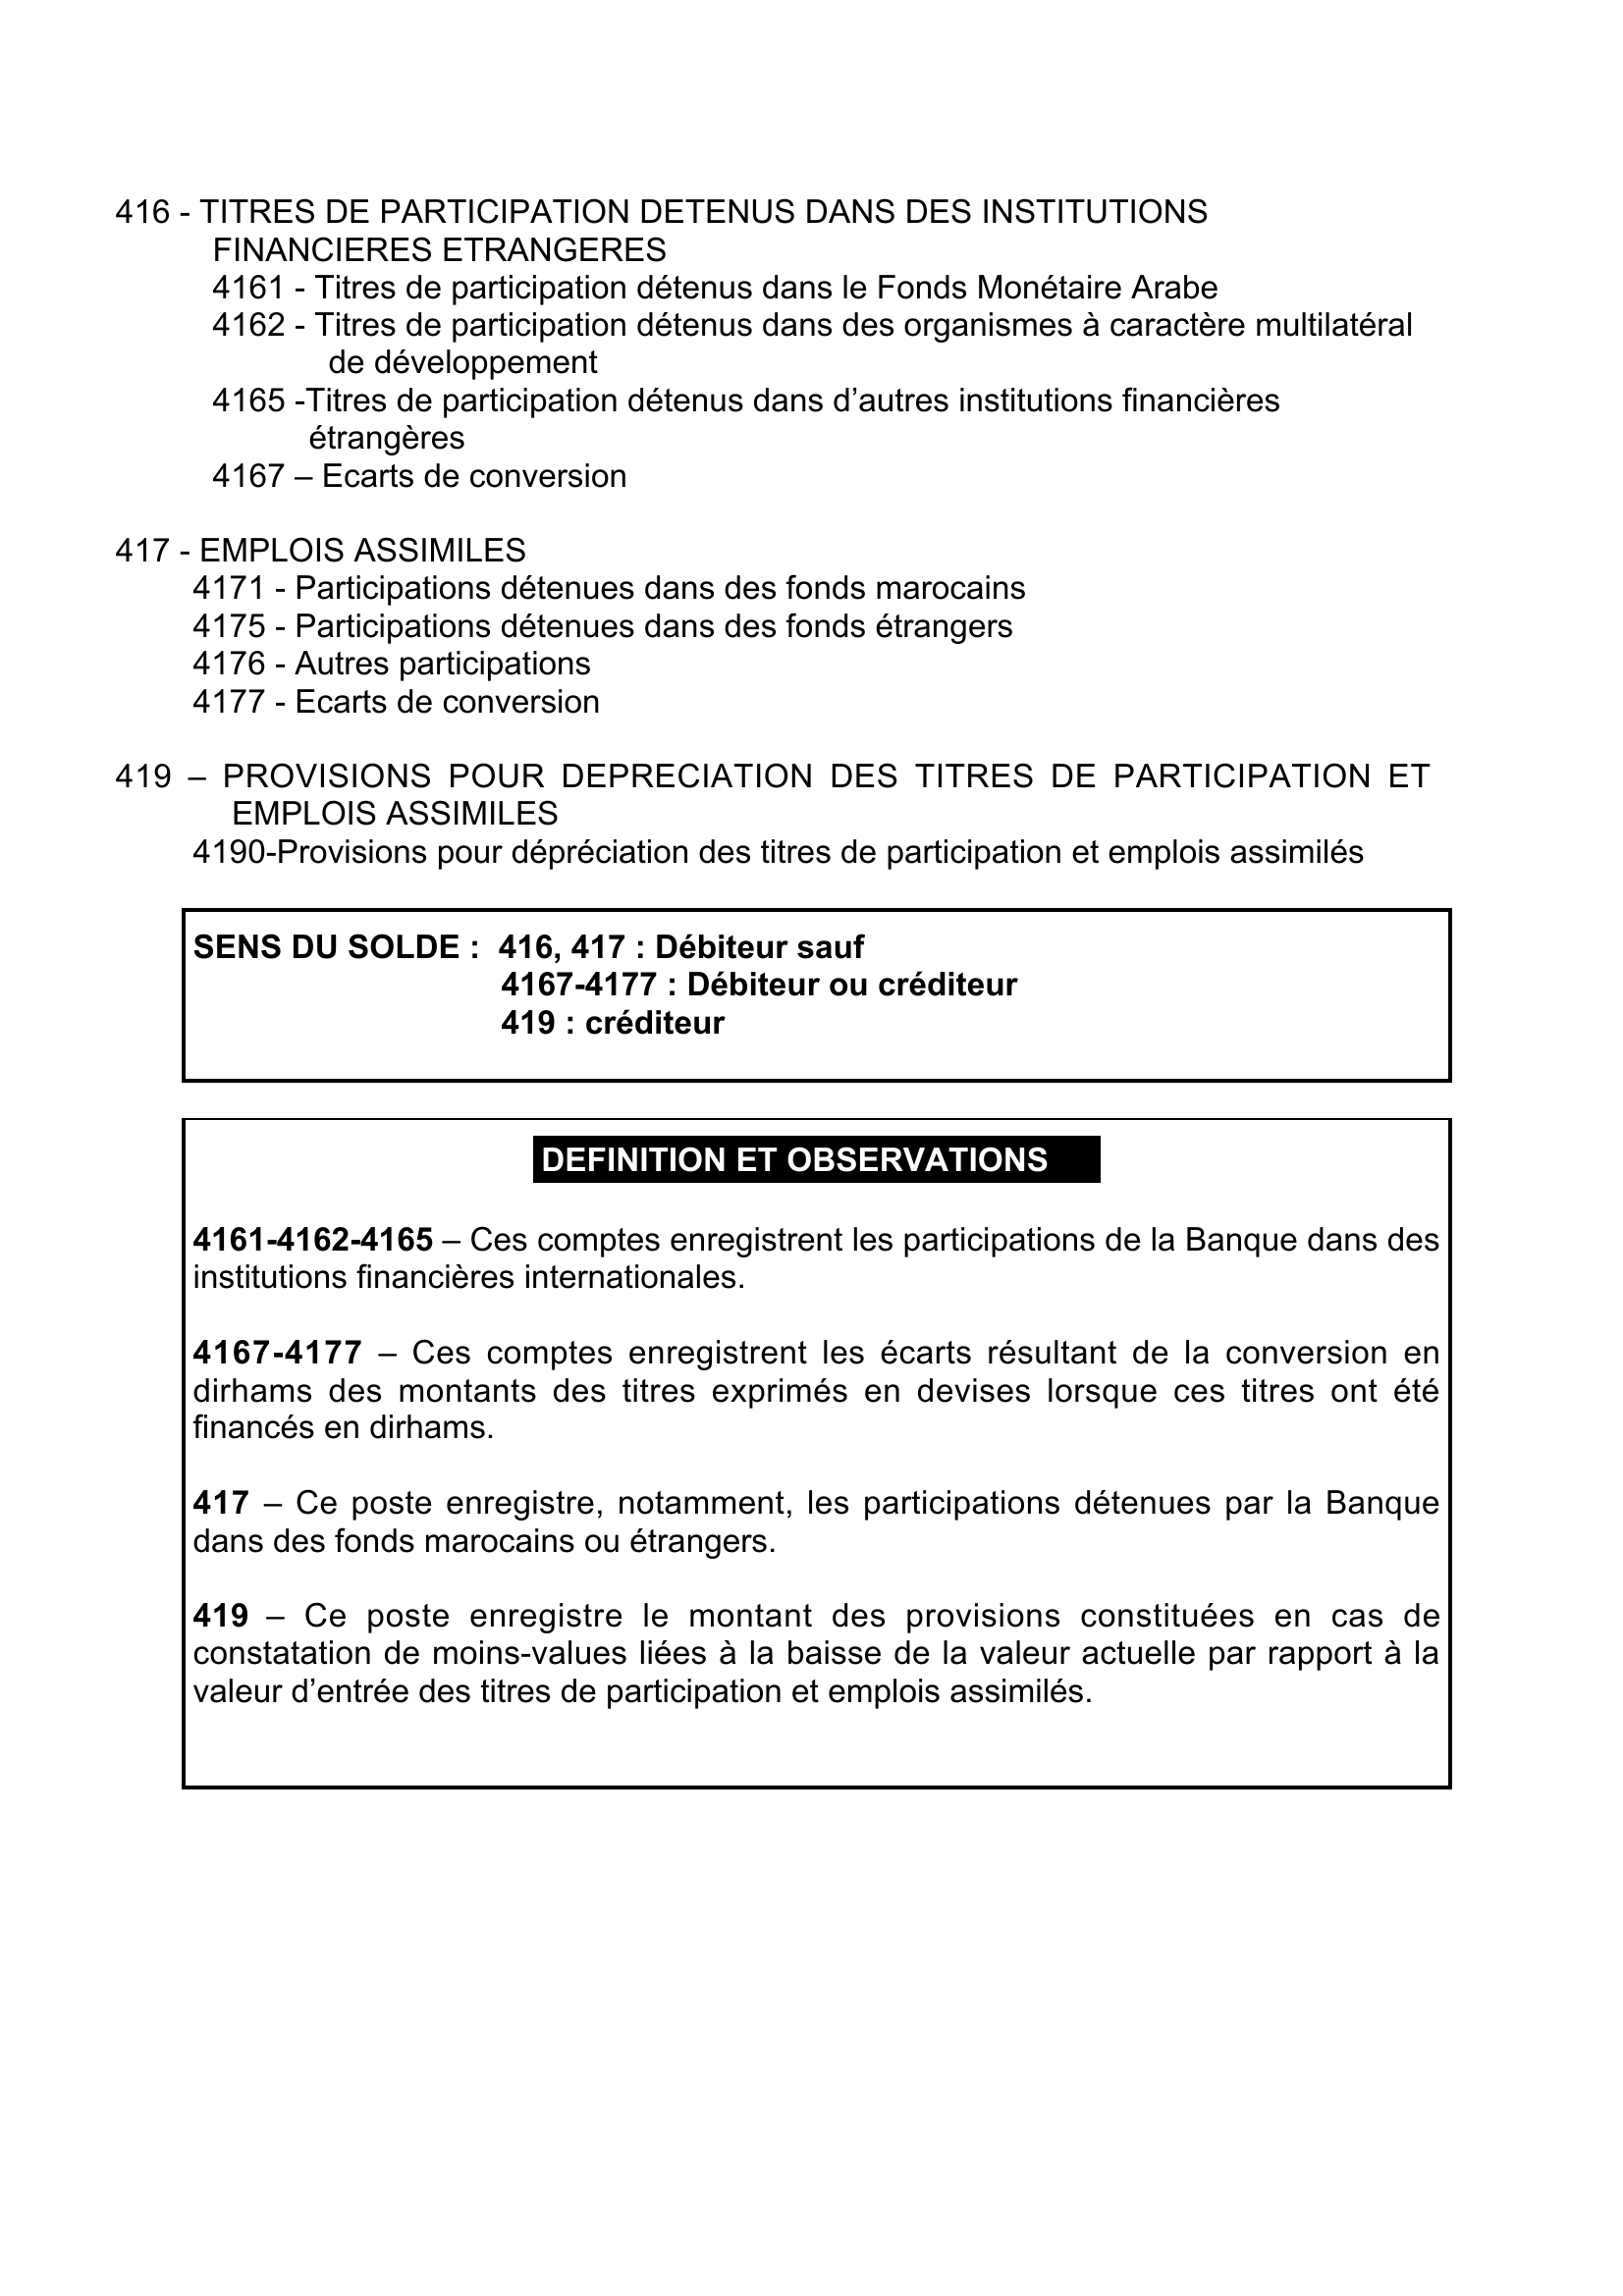 416 - TITRES DE PARTICIPATION DETENUS DANS DES INSTITUTIONS
FINANCIERES ETRANGERES
4161 - Titres de participation détenus dans le Fonds Monétaire Arabe
4162 - Titres de participation détenus dans des organismes à caractère multilatéral
de développement
4165 -Titres de participation détenus dans d’autres institutions financières
étrangères
4167 – Ecarts de conversion
417 - EMPLOIS ASSIMILES
4171 - Participations détenues dans des fonds marocains
4175 - Participations détenues dans des fonds étrangers
4176 - Autres participations
4177 - Ecarts de conversion
419 – PROVISIONS POUR DEPRECIATION DES TITRES DE PARTICIPATION ET
EMPLOIS ASSIMILES
4190-Provisions pour dépréciation des titres de participation et emplois assimilés
SENS DU SOLDE : 416, 417 : Débiteur sauf
4167-4177 : Débiteur ou créditeur
419 : créditeur
DEFINITION ET OBSERVATIONS
4161-4162-4165 – Ces comptes enregistrent les participations de la Banque dans des
institutions financières internationales.
4167-4177 – Ces comptes enregistrent les écarts résultant de la conversion en
dirhams des montants des titres exprimés en devises lorsque ces titres ont été
financés en dirhams.
417 – Ce poste enregistre, notamment, les participations détenues par la Banque
dans des fonds marocains ou étrangers.
419 – Ce poste enregistre le montant des provisions constituées en cas de
constatation de moins-values liées à la baisse de la valeur actuelle par rapport à la
valeur d’entrée des titres de participation et emplois assimilés.